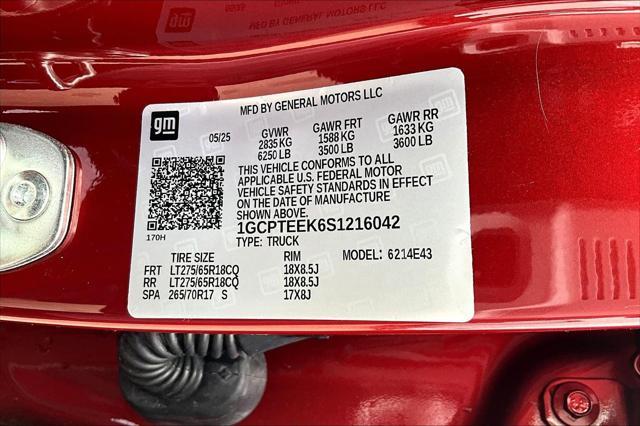 MFD BY GENERAL MOTORS LLC
gm
05/25
GVWR GAWR FRT GAWR RR
2835 KG 1588 KG 1633 KG
6250 LB 3500 LB 3600 LB
THIS VEHICLE CONFORMS TO ALL
APPLICABLE U.S. FEDERAL MOTOR
VEHICLE SAFETY STANDARDS IN EFFECT
ON THE DATE OF MANUFACTURE
SHOWN ABOVE.
170H
1GCPTEEK6S1216042
TYPE: TRUCK
TIRE SIZE RIM MODEL: 6214E43
FRT LT275/65R18CQ 18X8.5J
RR LT275/65R18CQ 18X8.5J
SPA 265/70R17 S 17X8J